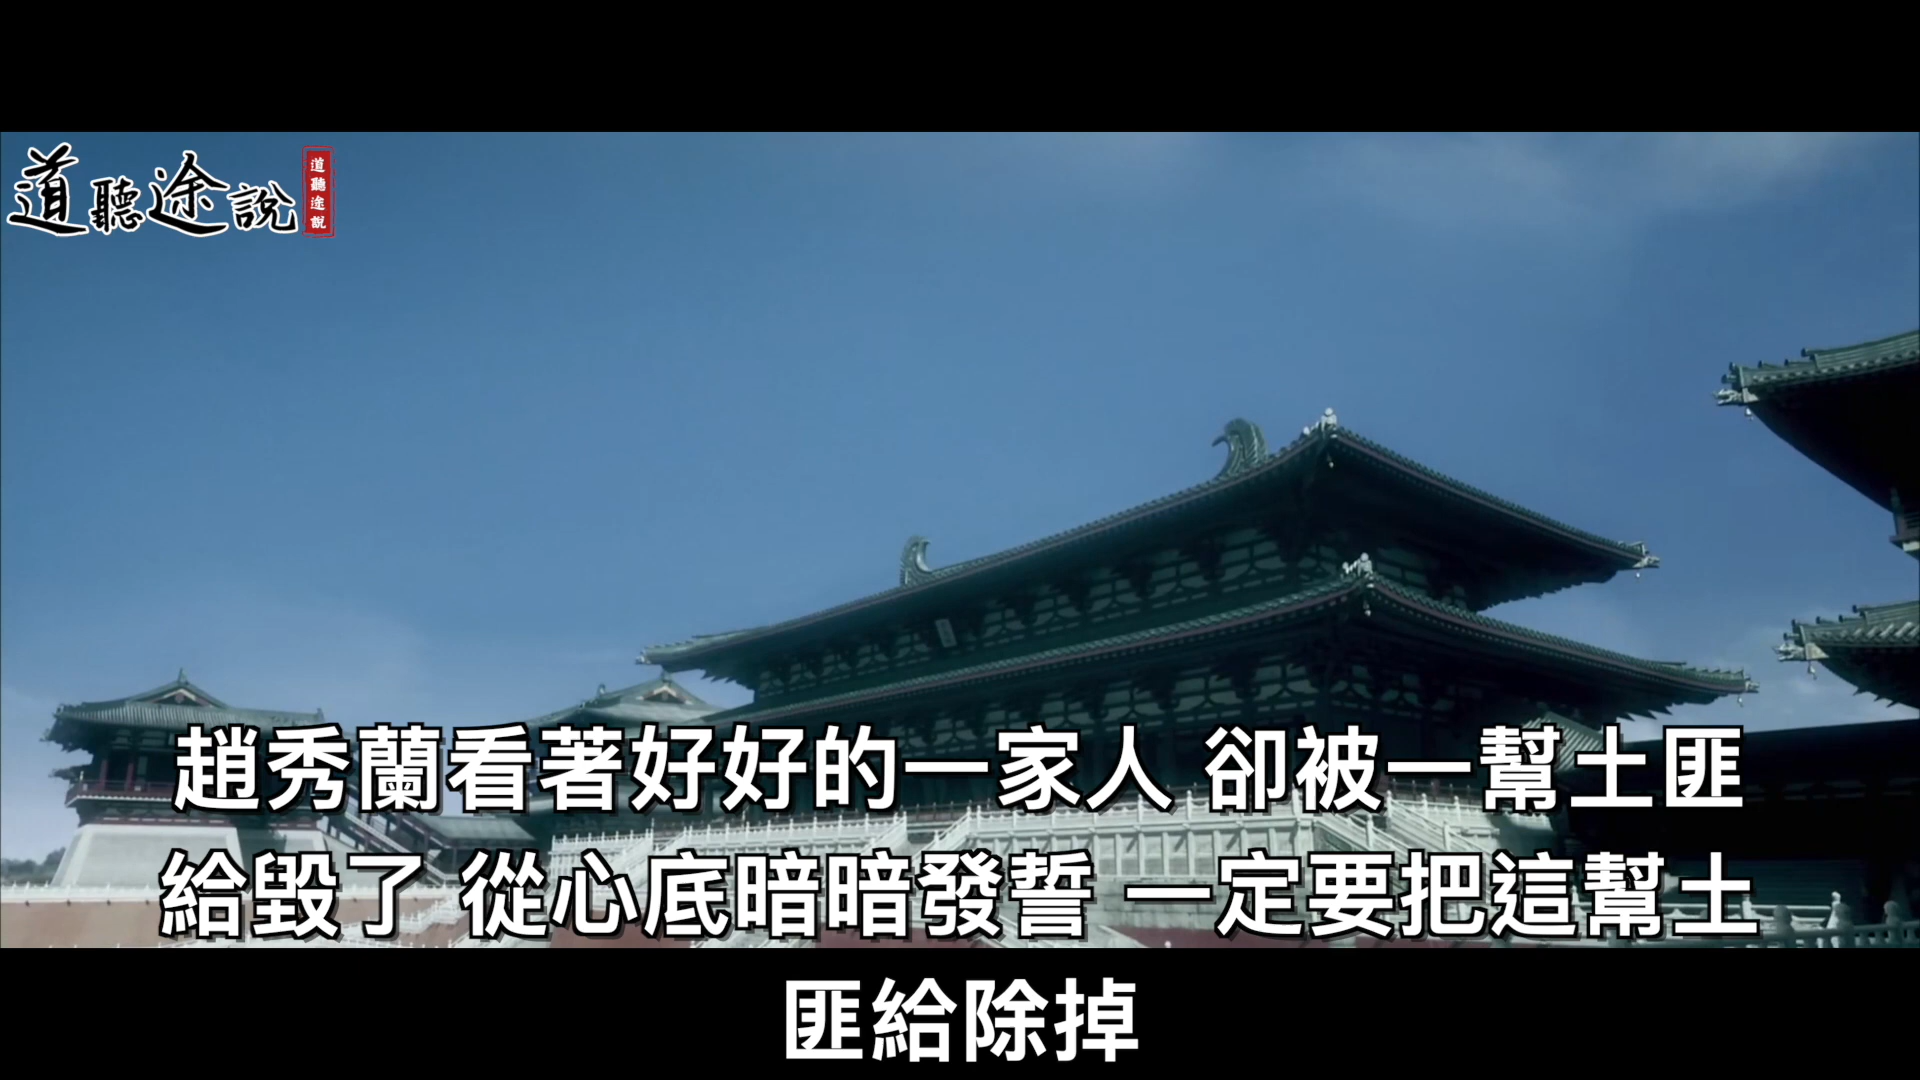 道聽途說
道聽途說
趙秀蘭看著好好的一家人 卻被一幫土匪
給毀了 從心底暗暗發誓 一定要把這幫土
匪給除掉